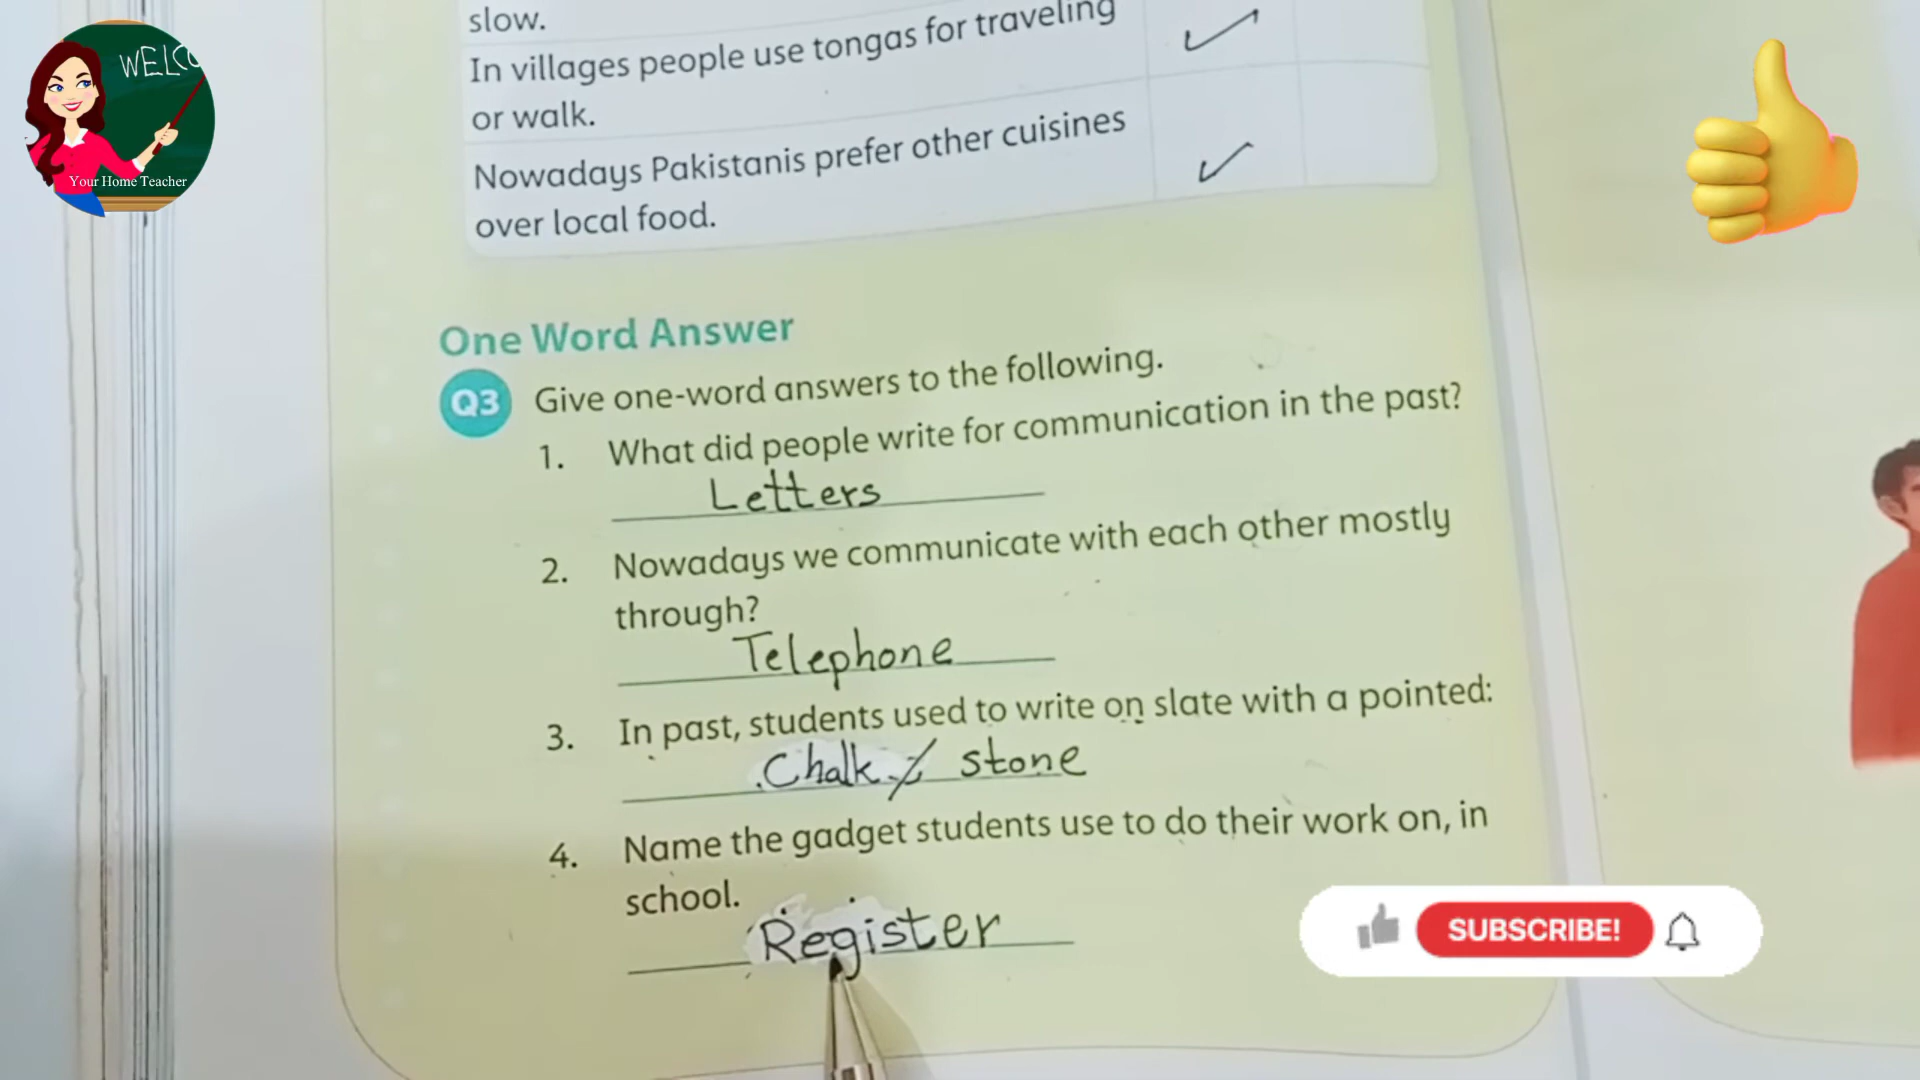 WELCO
Your Home Teacher
slow.
In villages people use tongas for traveling
or walk.
Nowadays Pakistanis prefer other cuisines
over local food.
One Word Answer
Q3 Give one-word answers to the following.
1. What did people write for communication in the past?
Letters
2. Nowadays we communicate with each other mostly
through?
Telephone
3. In past, students used to write on slate with a pointed:
Chalk / stone
4. Name the gadget students use to do their work on, in
school.
Register
SUBSCRIBE!